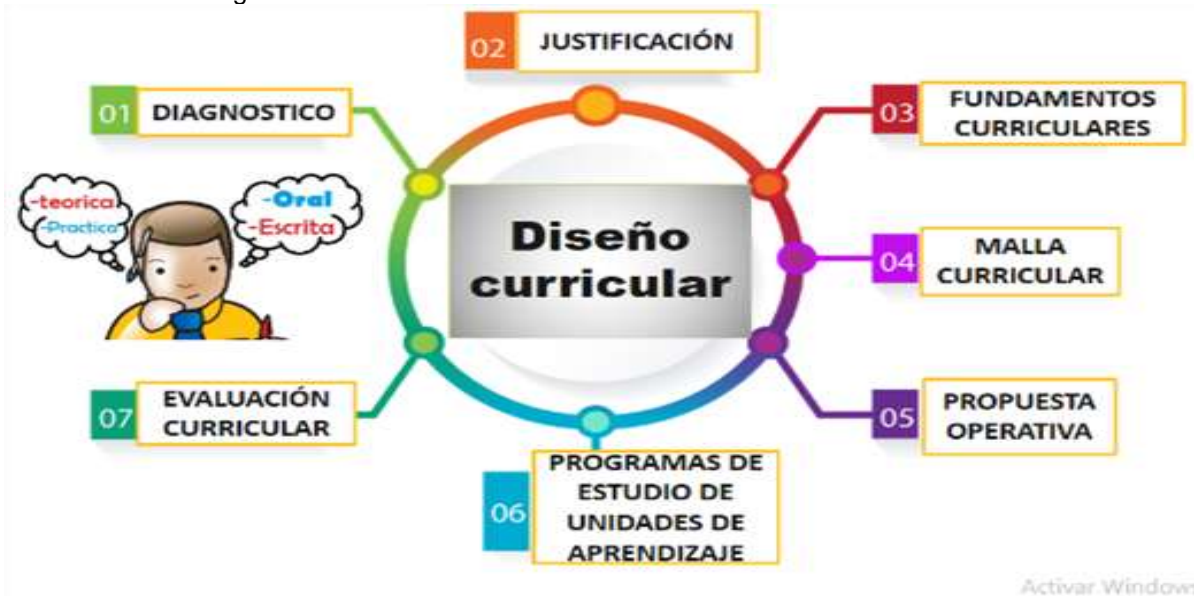 02
JUSTIFICACIÓN
01
DIAGNOSTICO
03
FUNDAMENTOS
CURRICULARES
-teorica
-Practica
-Oral
-Escrita
Diseño
curricular
04
MALLA
CURRICULAR
07
EVALUACIÓN
CURRICULAR
05
PROPUESTA
OPERATIVA
06
PROGRAMAS DE
ESTUDIO DE
UNIDADES DE
APRENDIZAJE
Activar Windows